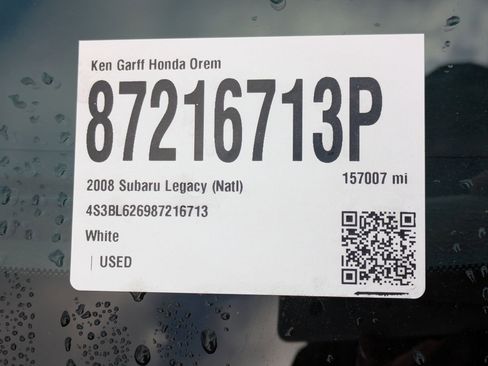 Ken Garff Honda Orem
87216713P
2008 Subaru Legacy (Natl)
157007 mi
4S3BL626987216713
White
| USED